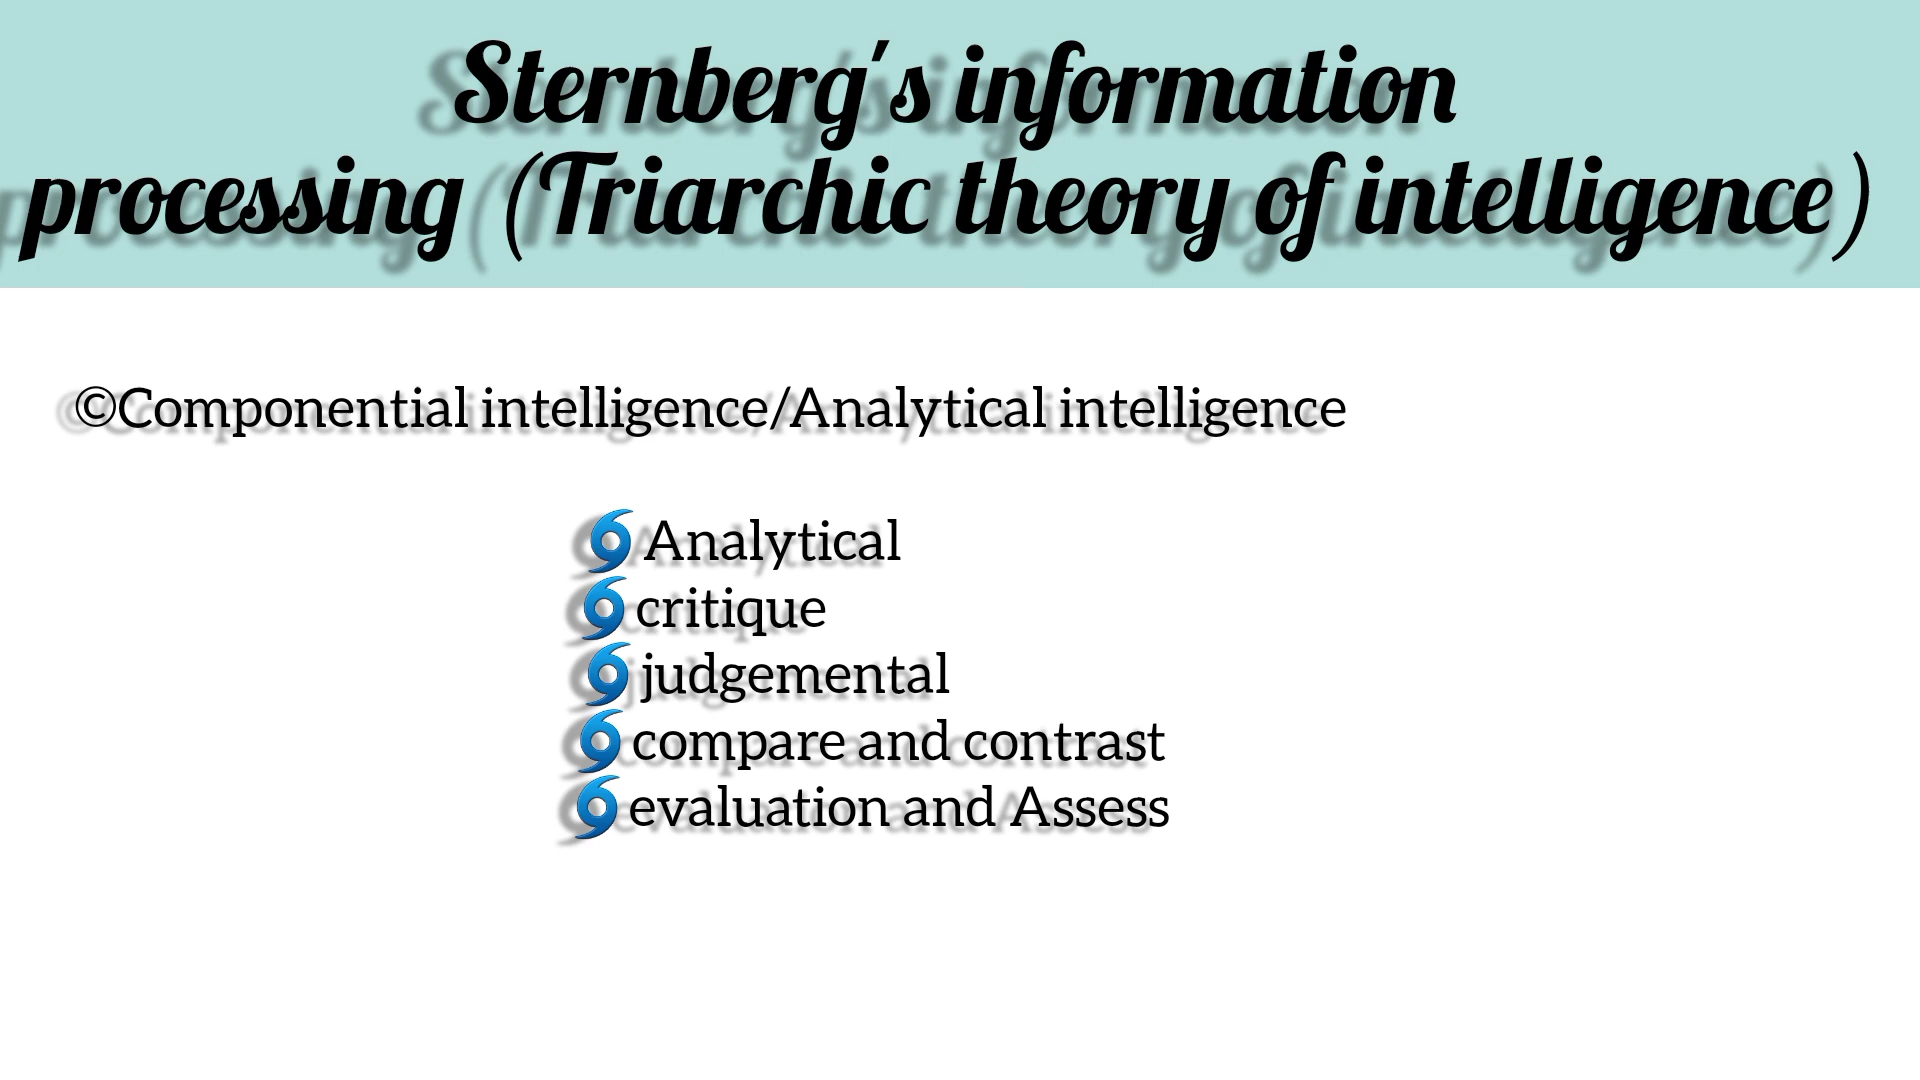 Sternberg's information
processing (Triarchic theory of intelligence)
©Componential intelligence/Analytical intelligence
🌀Analytical
🌀critique
🌀judgemental
🌀compare and contrast
🌀evaluation and Assess